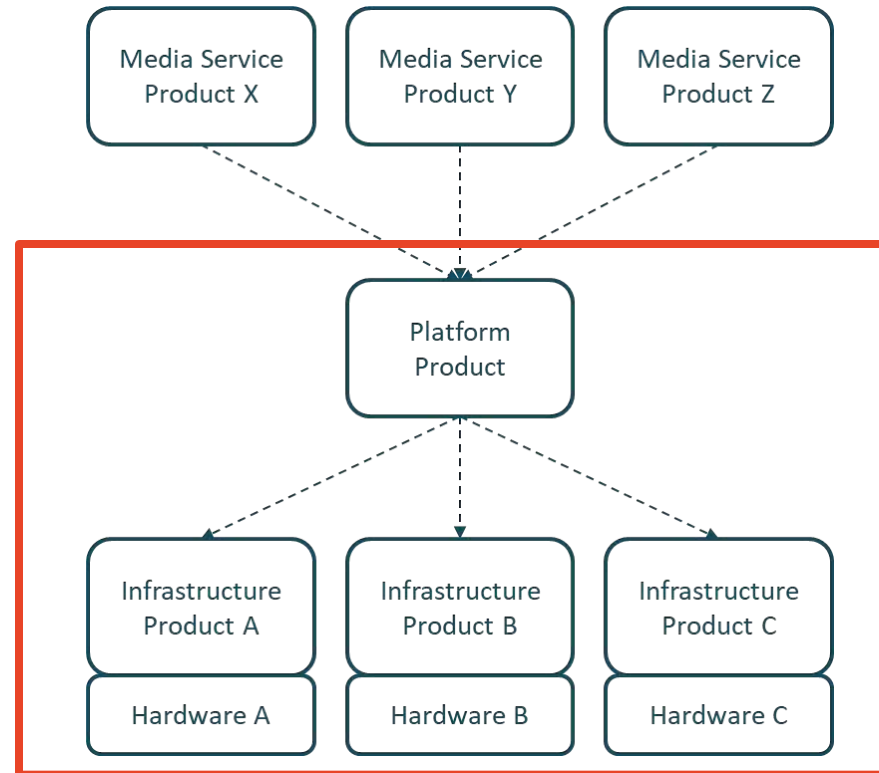 Media Service
Product X
Media Service
Product Y
Media Service
Product Z
Platform
Product
Infrastructure
Product A
Infrastructure
Product B
Infrastructure
Product C
Hardware A
Hardware B
Hardware C